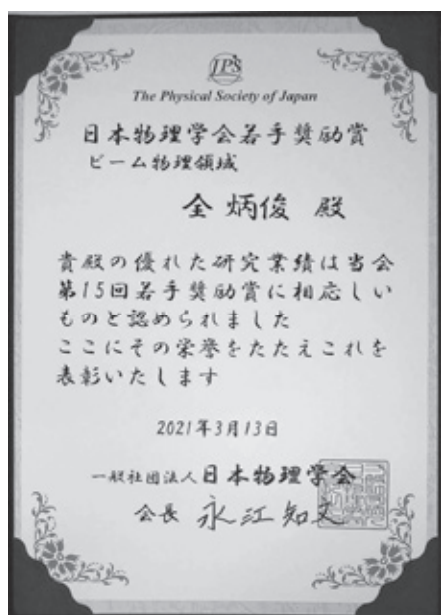 JPS
The Physical Society of Japan
日本物理学会若手奨励賞
ビーム物理領域
全 炳俊 殿
貴殿の優れた研究業績は当会
第15回若手奨励賞に相応しい
ものと認められました
ここにその栄誉をたたえこれを
表彰いたします
2021年3月13日
一般社団法人日本物理学会
会長 永江知文